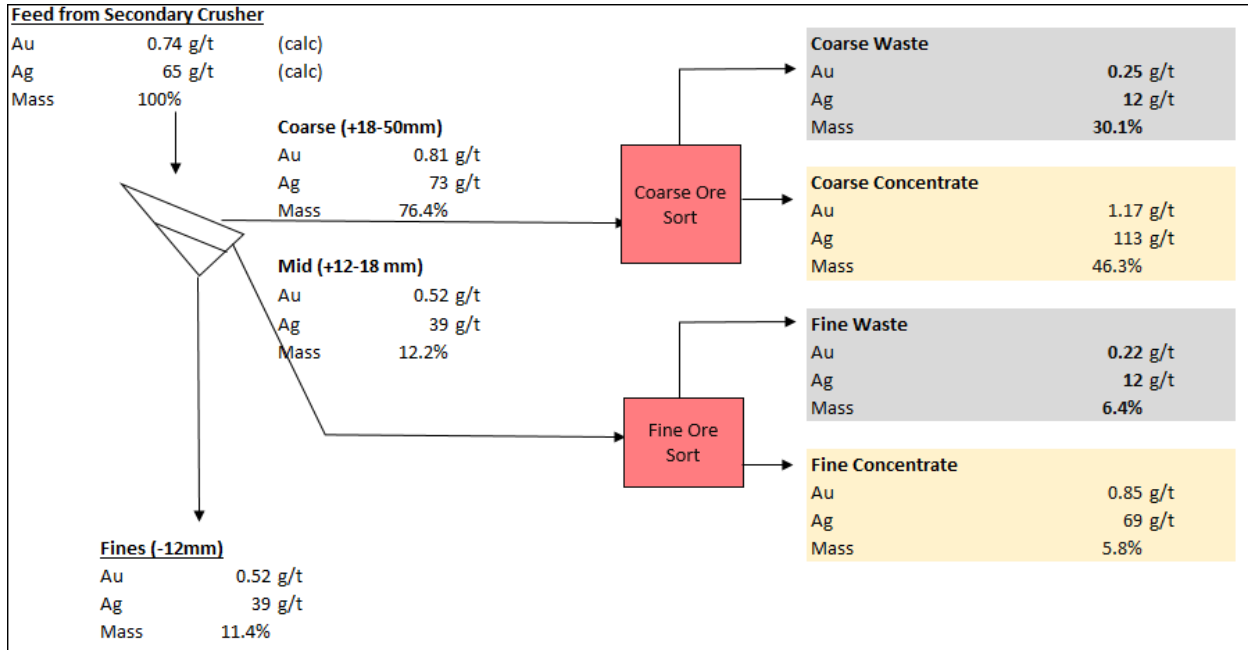 Feed from Secondary Crusher
Au 0.74 g/t (calc)
Ag 65 g/t (calc)
Mass 100%
Coarse (+18-50mm)
Au 0.81 g/t
Ag 73 g/t
Mass 76.4%
Mid (+12-18 mm)
Au 0.52 g/t
Ag 39 g/t
Mass 12.2%
Fines (-12mm)
Au 0.52 g/t
Ag 39 g/t
Mass 11.4%
Coarse Ore
Sort
Fine Ore
Sort
Coarse Waste
Au 0.25 g/t
Ag 12 g/t
Mass 30.1%
Coarse Concentrate
Au 1.17 g/t
Ag 113 g/t
Mass 46.3%
Fine Waste
Au 0.22 g/t
Ag 12 g/t
Mass 6.4%
Fine Concentrate
Au 0.85 g/t
Ag 69 g/t
Mass 5.8%